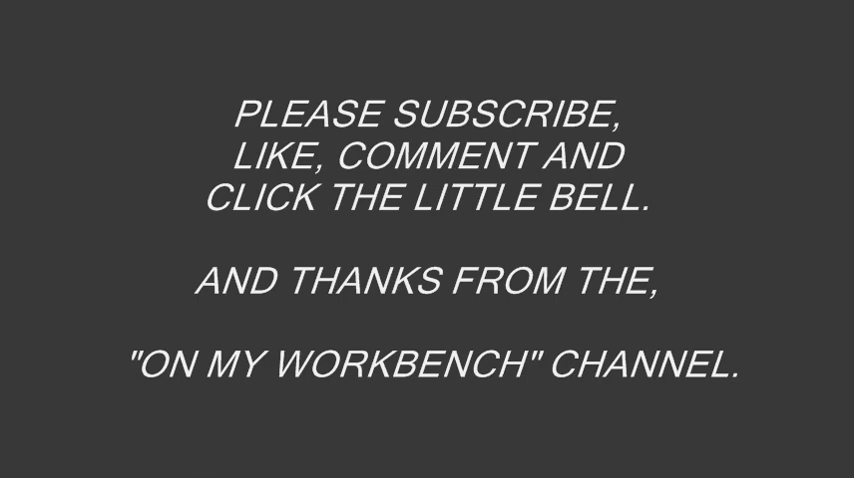 PLEASE SUBSCRIBE,
LIKE, COMMENT AND
CLICK THE LITTLE BELL.
AND THANKS FROM THE,
"ON MY WORKBENCH" CHANNEL.